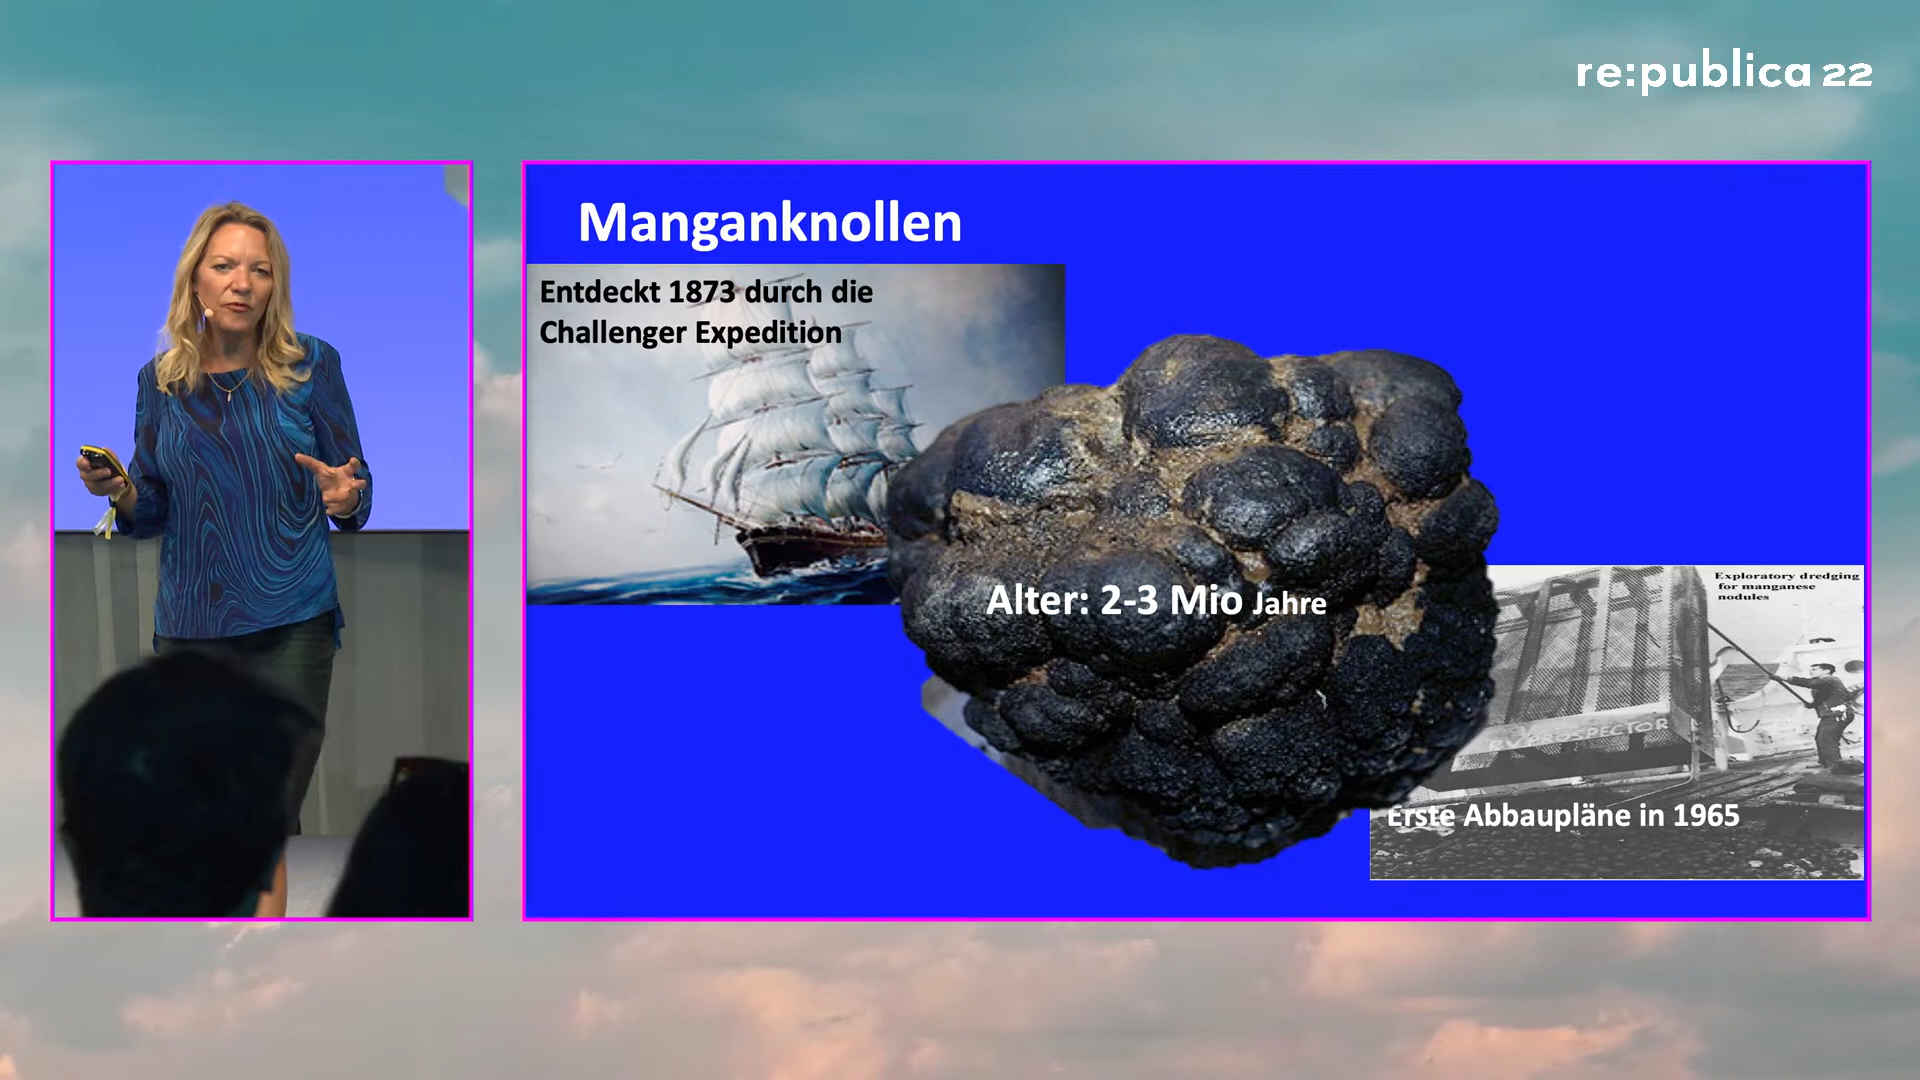 re:publica 22
Manganknollen
Entdeckt 1873 durch die
Challenger Expedition
Alter: 2-3 Mio Jahre
Exploratory dredging
for manganese
nodules
PROSPECTOR
Erste Abbaupläne in 1965